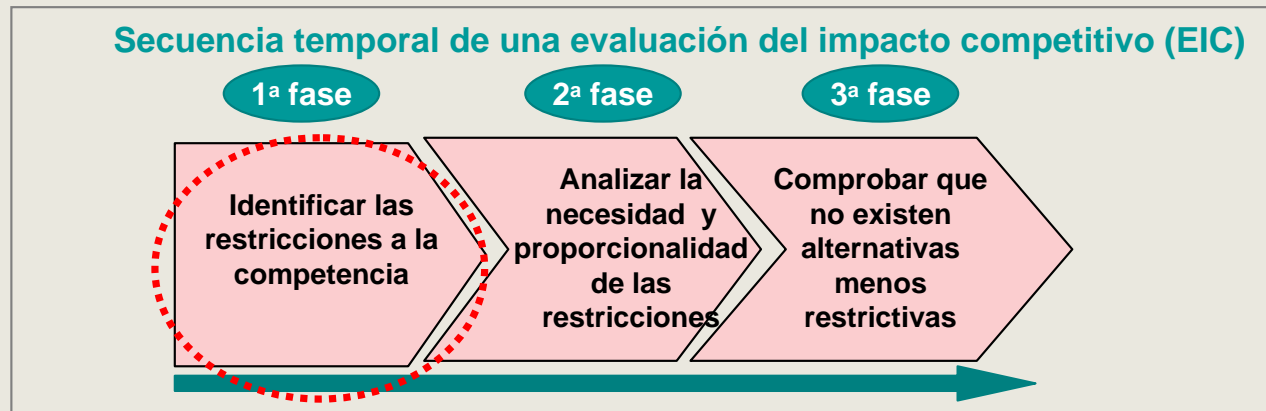 Secuencia temporal de una evaluación del impacto competitivo (EIC)
1ª fase
2ª fase
3ª fase
Identificar las
restricciones a la
competencia
Analizar la
necesidad y
proporcionalidad
de las
restricciones
Comprobar que
no existen
alternativas
menos
restrictivas